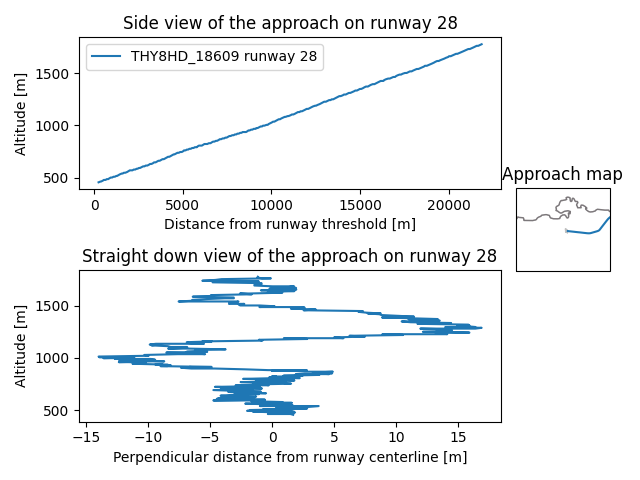 Side view of the approach on runway 28
THY8HD_18609 runway 28
Altitude [m]
1500
1000
500
0
5000
10000
15000
20000
Distance from runway threshold [m]
Approach map
Straight down view of the approach on runway 28
Altitude [m]
1500
1000
500
−15
−10
−5
0
5
10
15
Perpendicular distance from runway centerline [m]